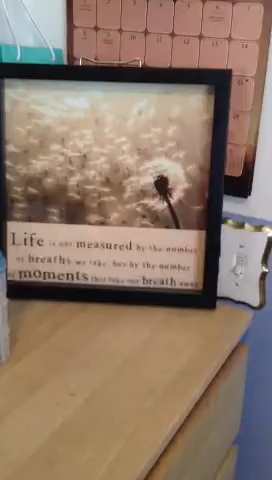 Life is not measured by the number
of breaths we take but by the number
of moments that take our breath away